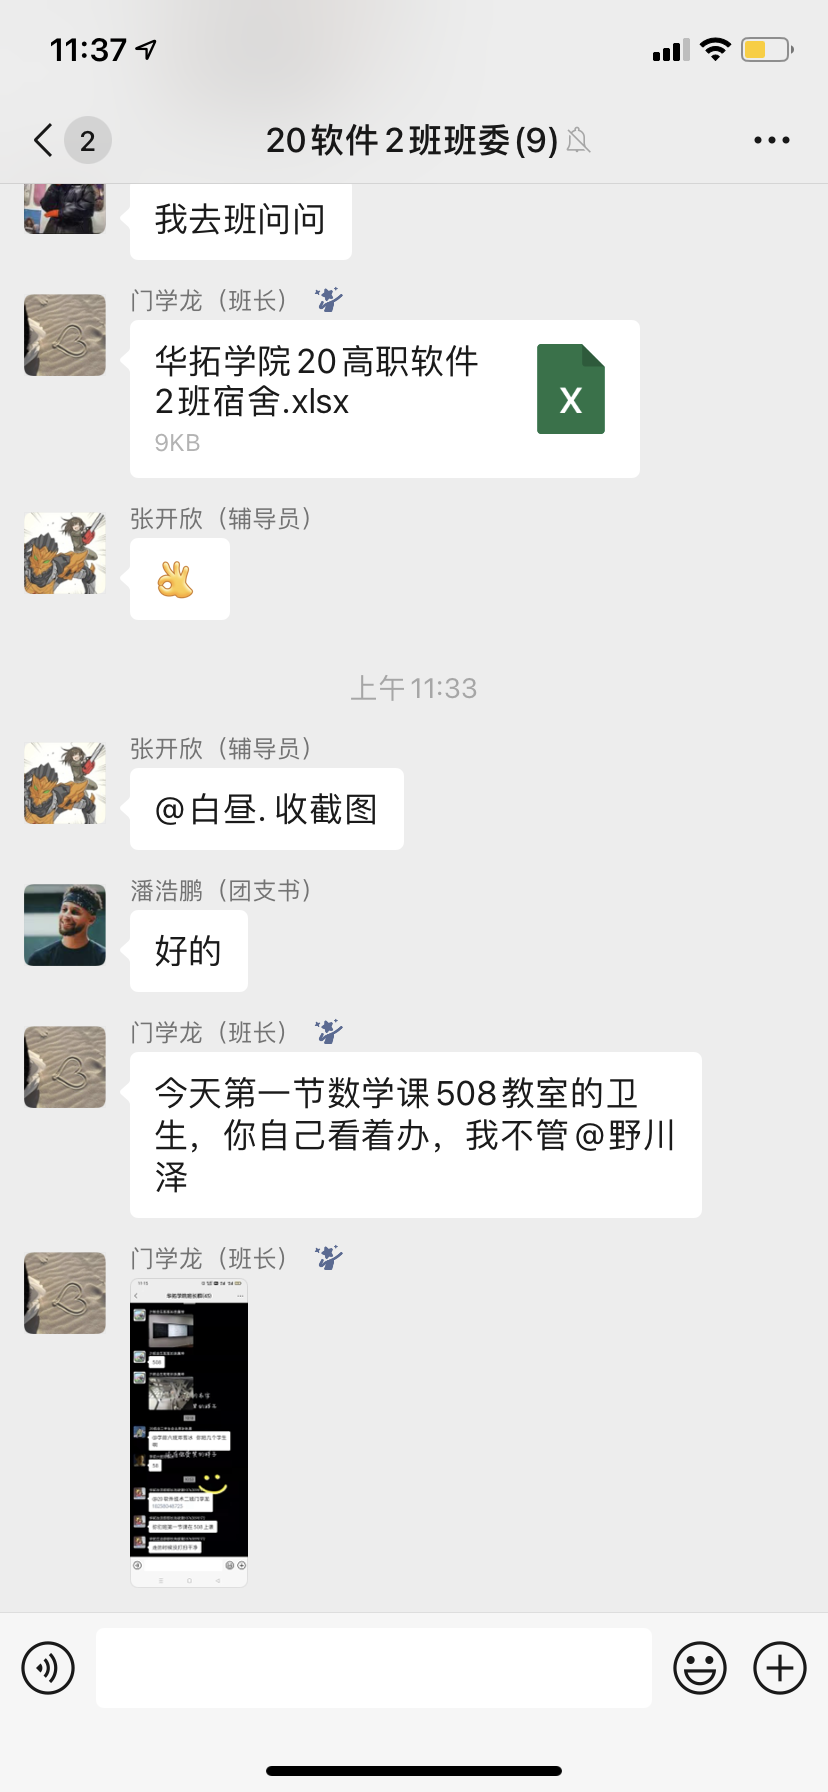 11:37
2
20软件2班班委(9)
我去班问问
门学龙（班长）
华拓学院20高职软件
2班宿舍.xlsx
9KB
X
张开欣（辅导员）
上午 11:33
张开欣（辅导员）
@白昼. 收截图
潘浩鹏（团支书）
好的
门学龙（班长）
今天第一节数学课508教室的卫
生，你自己看着办，我不管@野川
泽
门学龙（班长）
508
58